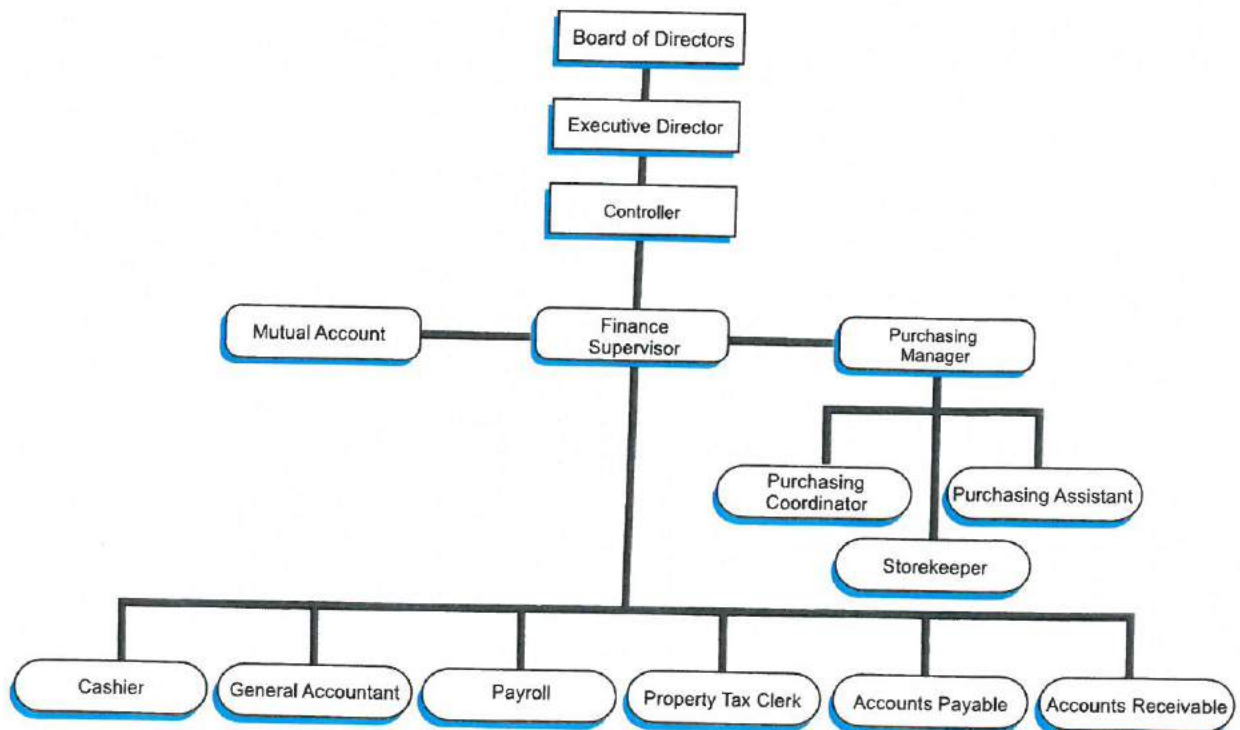 Board of Directors
Executive Director
Controller
Mutual Account
Finance
Supervisor
Purchasing
Manager
Purchasing
Coordinator
Purchasing Assistant
Storekeeper
Cashier
General Accountant
Payroll
Property Tax Clerk
Accounts Payable
Accounts Receivable